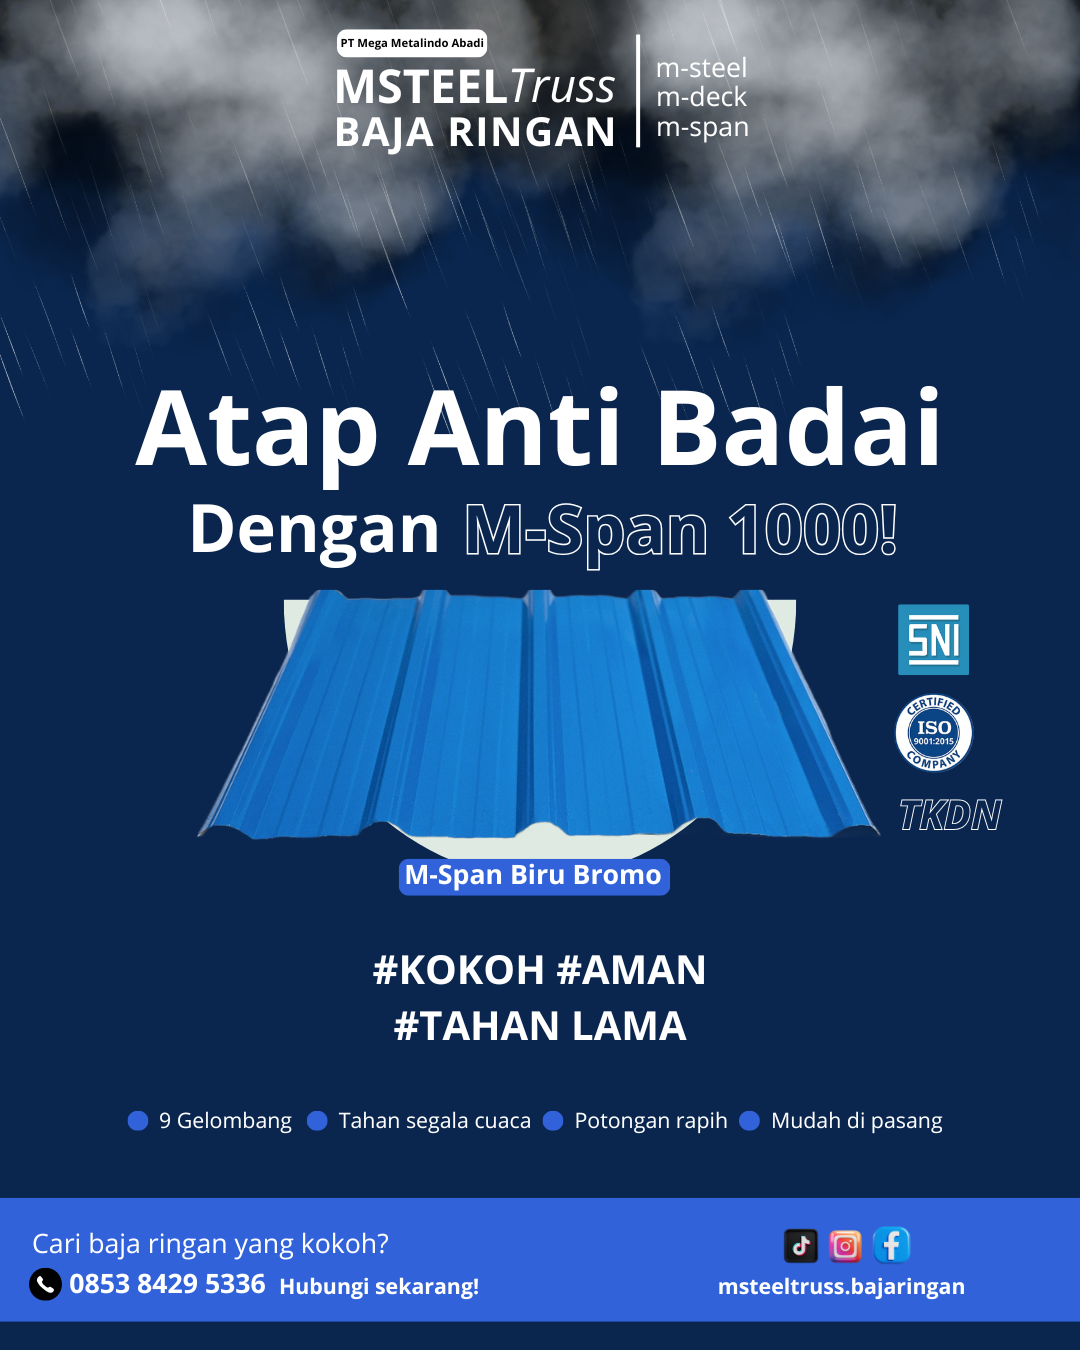 PT Mega Metalindo Abadi
MSTEELTruss
BAJA RINGAN
m-steel
m-deck
m-span
Atap Anti Badai
Dengan M-Span 1000!
SNI
CERTIFIED
ISO
9001:2015
COMPANY
TKDN
M-Span Biru Bromo
#KOKOH #AMAN
#TAHAN LAMA
9 Gelombang Tahan segala cuaca Potongan rapih Mudah di pasang
Cari baja ringan yang kokoh?
0853 8429 5336 Hubungi sekarang!
msteeltruss.bajaringan